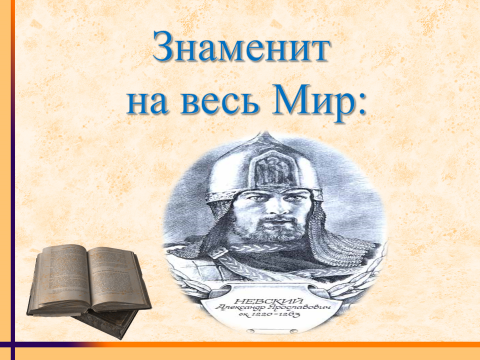 Знаменит
на весь Мир:
НЕВСКИЙ
Александр Ярославович
ок 1220-1263